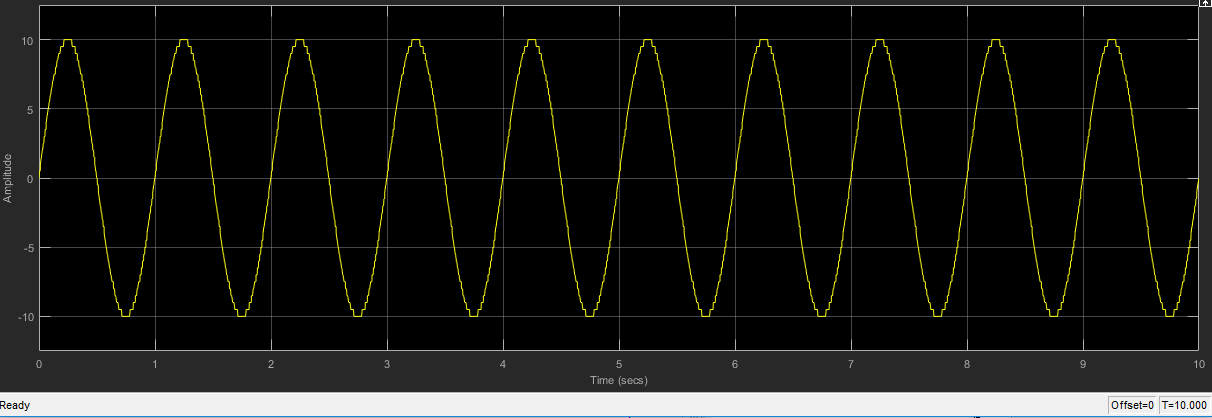 10
5
0
-5
-10
Amplitude
0 1 2 3 4 5 6 7 8 9 10
Time (secs)
Ready
Offset=0 T=10.000